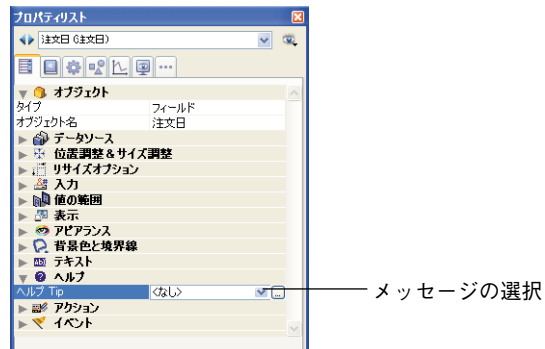 プロパティリスト
注文日 (注文日)
オブジェクト
タイプ フィールド
オブジェクト名 注文日
データソース
位置調整＆サイズ調整
リサイズオプション
入力
値の範囲
表示
アピアランス
背景色と境界線
テキスト
ヘルプ
ヘルプ Tip <なし>
メッセージの選択
アクション
イベント